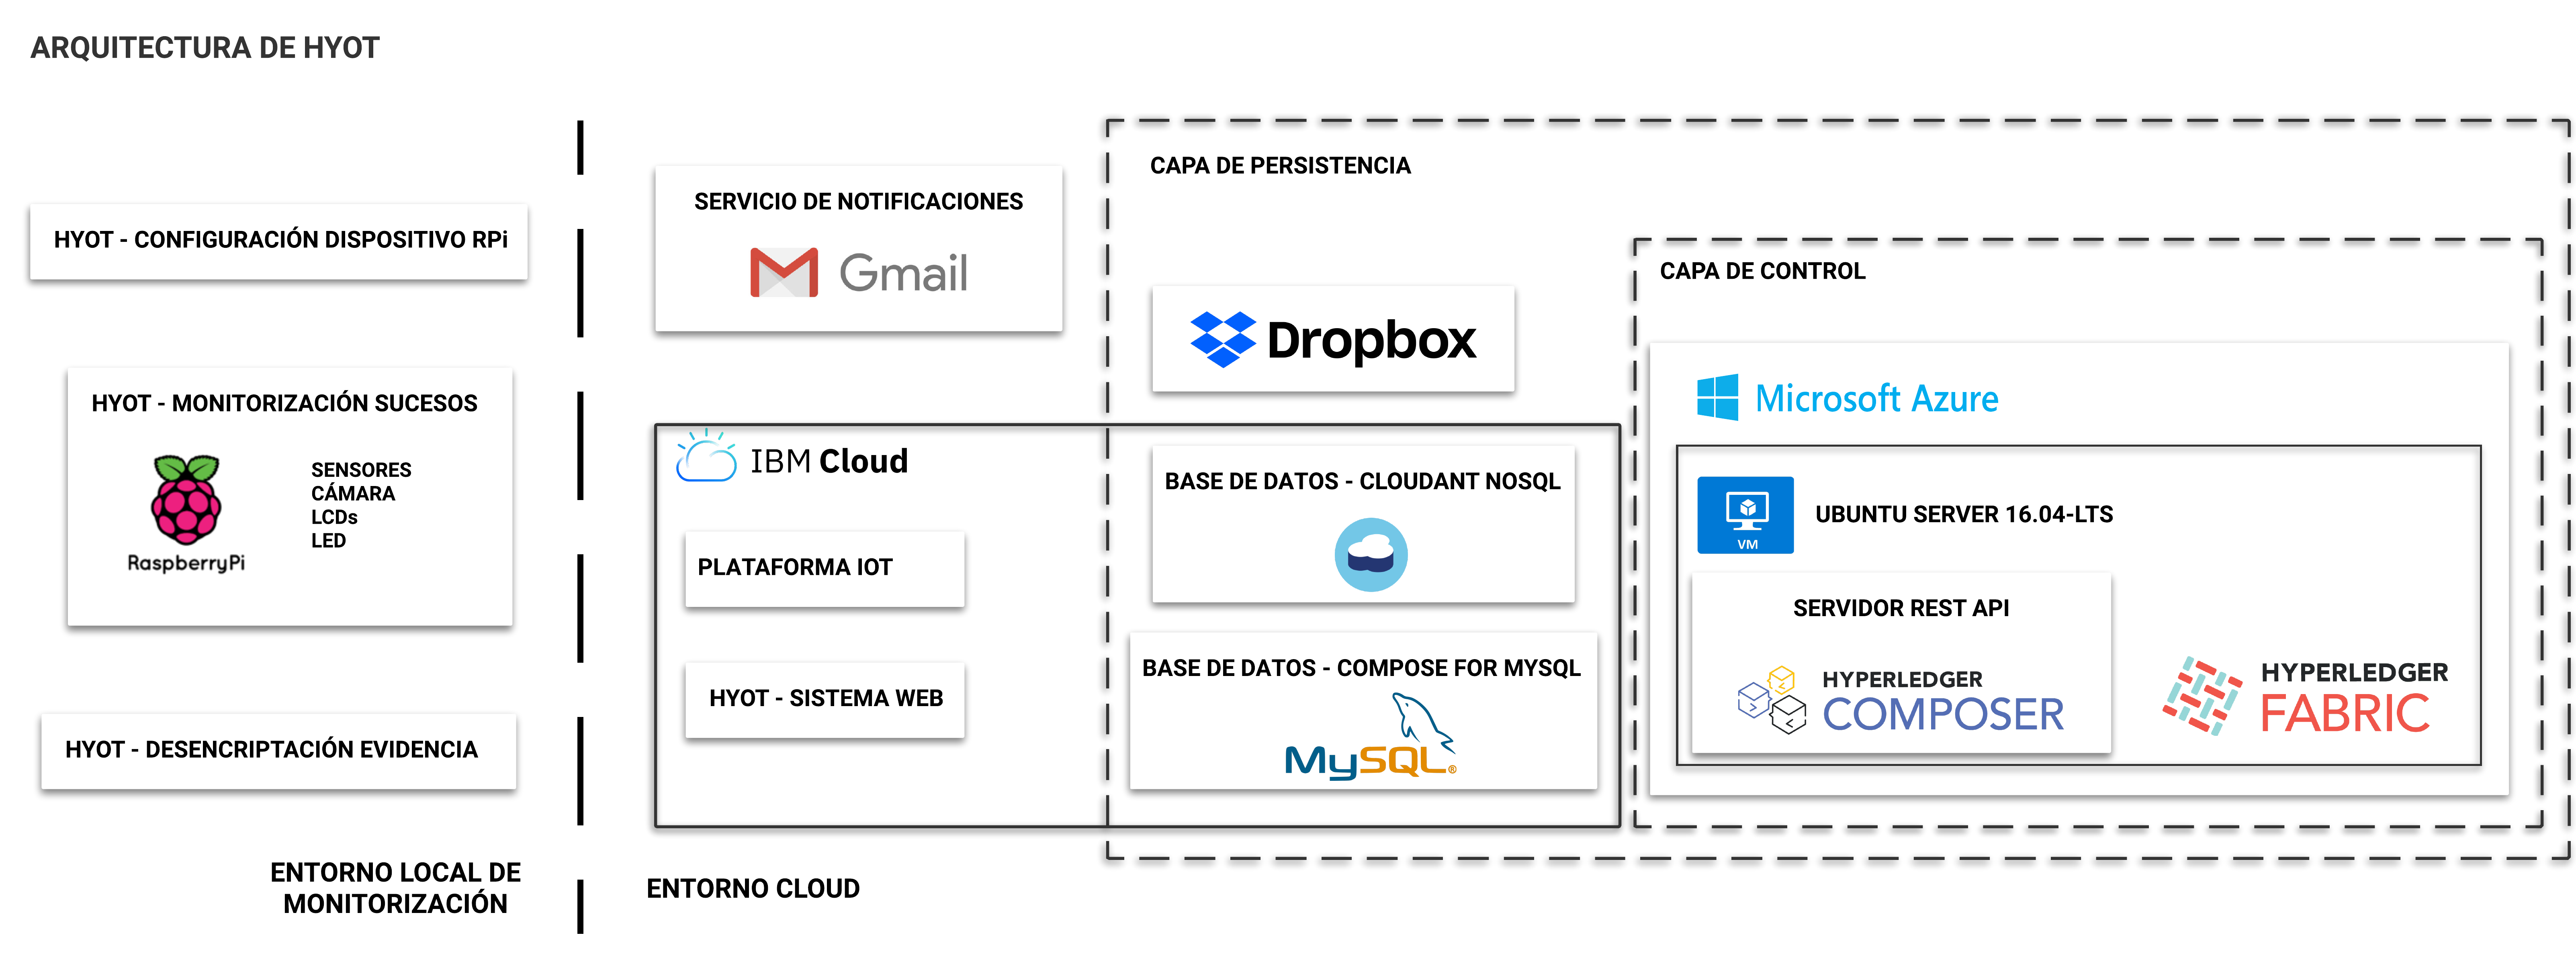 ARQUITECTURA DE HYOT
HYOT - CONFIGURACIÓN DISPOSITIVO RPi
HYOT - MONITORIZACIÓN SUCESOS
RaspberryPi
SENSORES
CÁMARA
LCDs
LED
HYOT - DESENCRIPTACIÓN EVIDENCIA
ENTORNO LOCAL DE
MONITORIZACIÓN
SERVICIO DE NOTIFICACIONES
Gmail
IBM Cloud
PLATAFORMA IOT
HYOT - SISTEMA WEB
ENTORNO CLOUD
CAPA DE PERSISTENCIA
Dropbox
BASE DE DATOS - CLOUDANT NOSQL
BASE DE DATOS - COMPOSE FOR MYSQL
MySQL®
CAPA DE CONTROL
Microsoft Azure
VM
UBUNTU SERVER 16.04-LTS
SERVIDOR REST API
HYPERLEDGER
COMPOSER
HYPERLEDGER
FABRIC